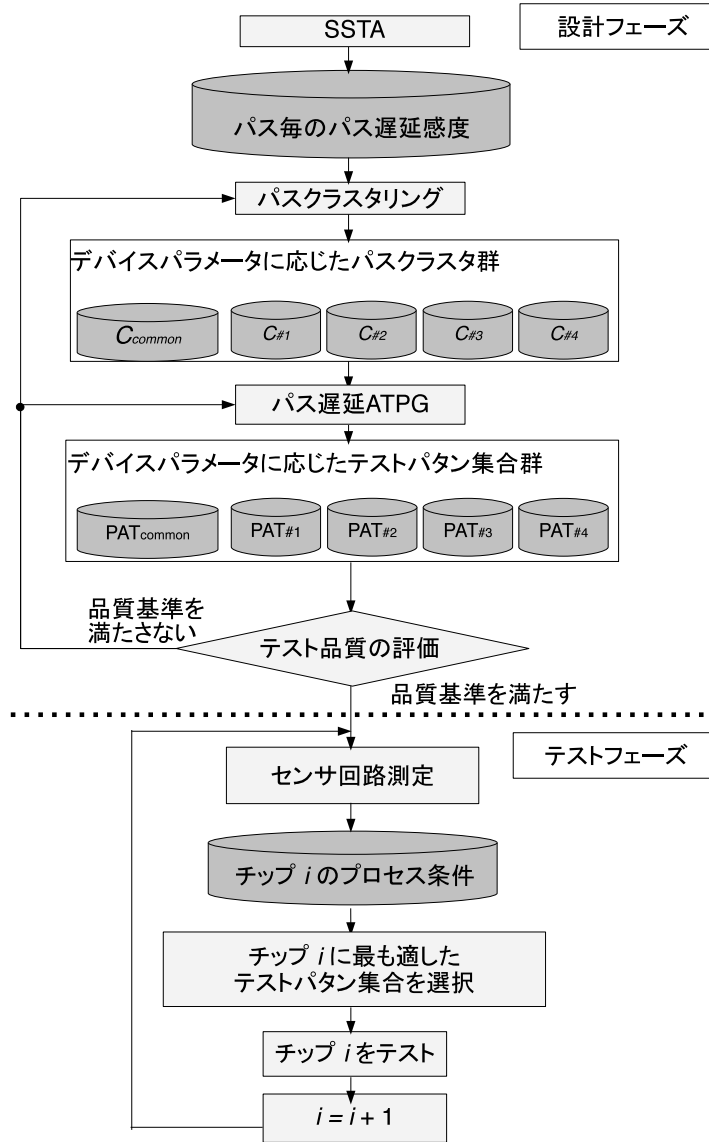 SSTA
設計フェーズ
パス毎のパス遅延感度
パスクラスタリング
デバイスパラメータに応じたパスクラスタ群
Ccommon
C#1
C#2
C#3
C#4
パス遅延ATPG
デバイスパラメータに応じたテストパタン集合群
PATcommon
PAT#1
PAT#2
PAT#3
PAT#4
品質基準を
満たさない
テスト品質の評価
品質基準を満たす
テストフェーズ
センサ回路測定
チップ i のプロセス条件
チップ i に最も適した
テストパタン集合を選択
チップ i をテスト
i = i + 1